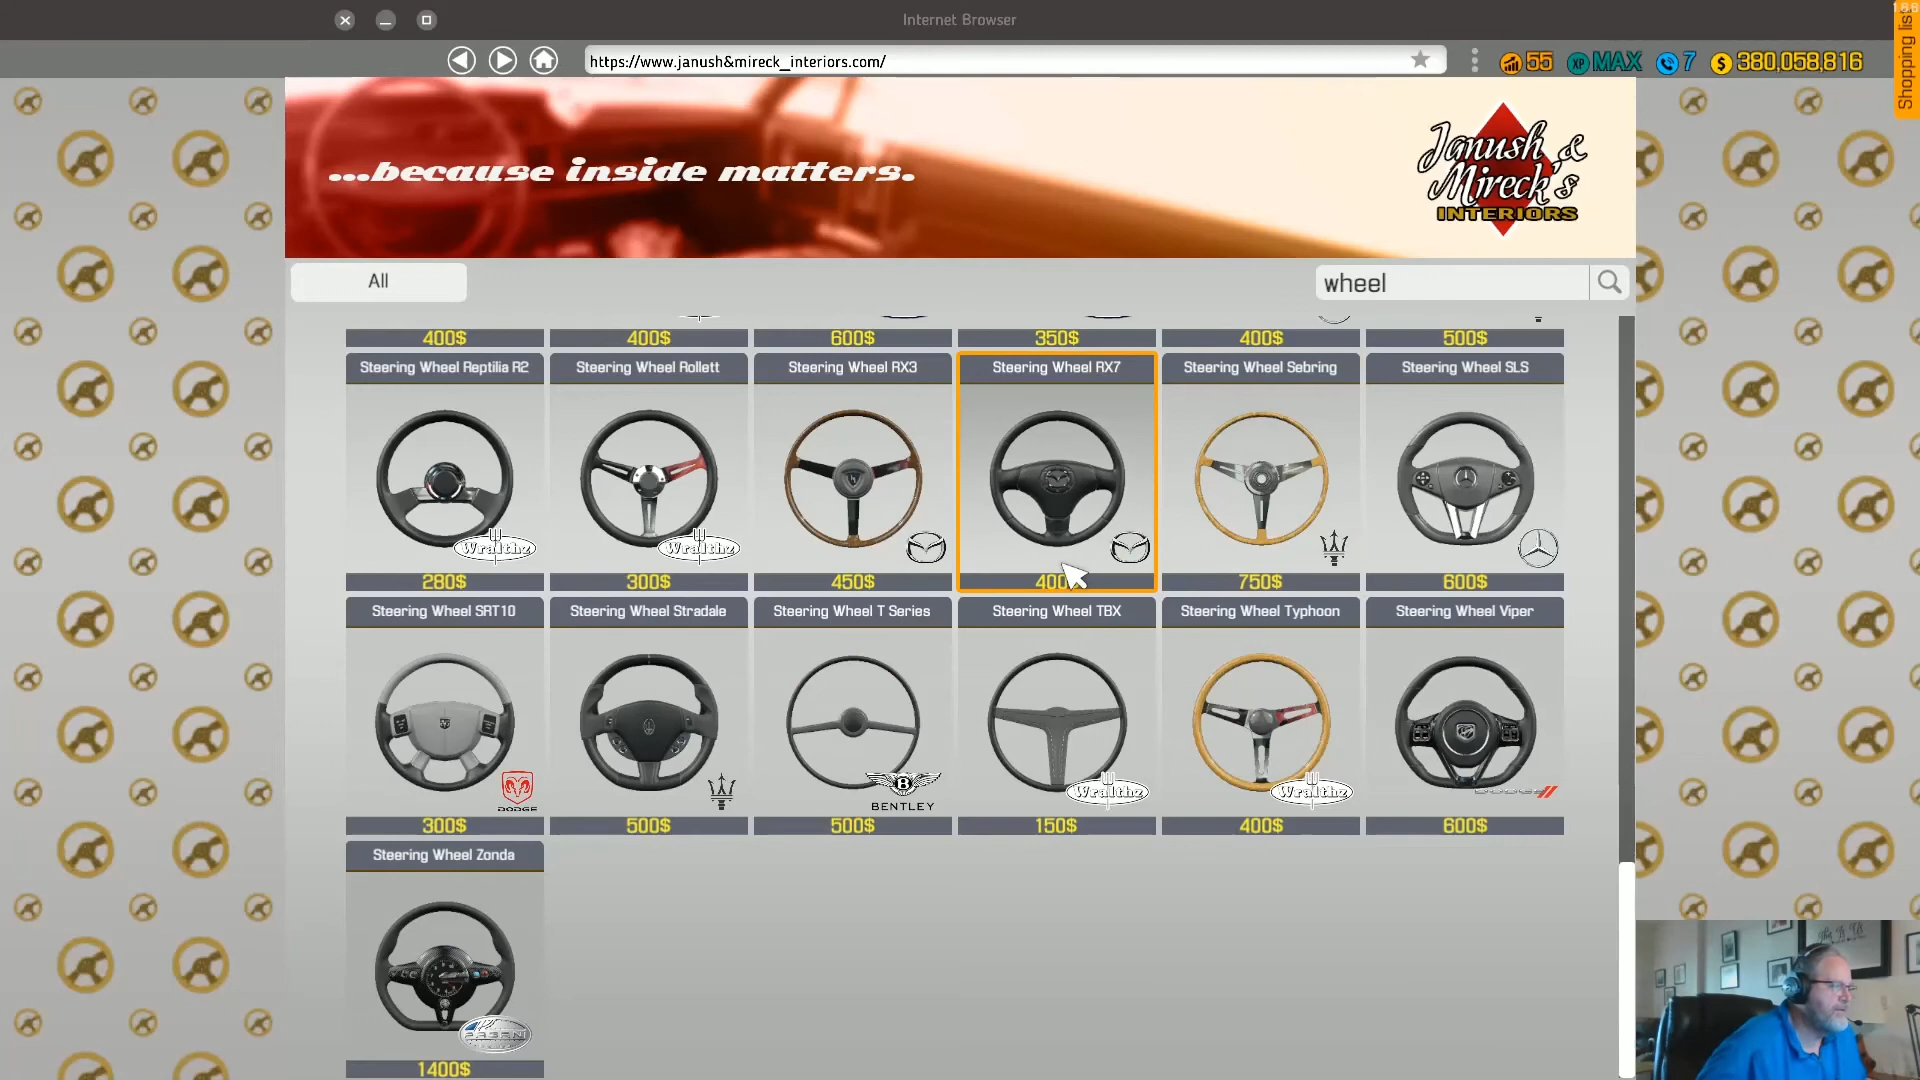 Internet Browser
186
Shopping list
https://www.janush&mireck_interiors.com/
55 XP MAX 7 $ 380,058,816
...because inside matters.
Janush &
Mireck's
INTERIORS
All
wheel
400$ 400$ 600$ 350$ 400$ 500$
Steering Wheel Reptilia R2 Steering Wheel Rollett Steering Wheel RX3 Steering Wheel RX7 Steering Wheel Sebring Steering Wheel SLS
Wraithz Wraithz
280$ 300$ 450$ 400 750$ 600$
Steering Wheel SRT10 Steering Wheel Stradale Steering Wheel T Series Steering Wheel TBX Steering Wheel Typhoon Steering Wheel Viper
B
DODGE BENTLEY Wraithz Wraithz DODGE
300$ 500$ 500$ 150$ 400$ 600$
Steering Wheel Zonda
PAGANI
1400$